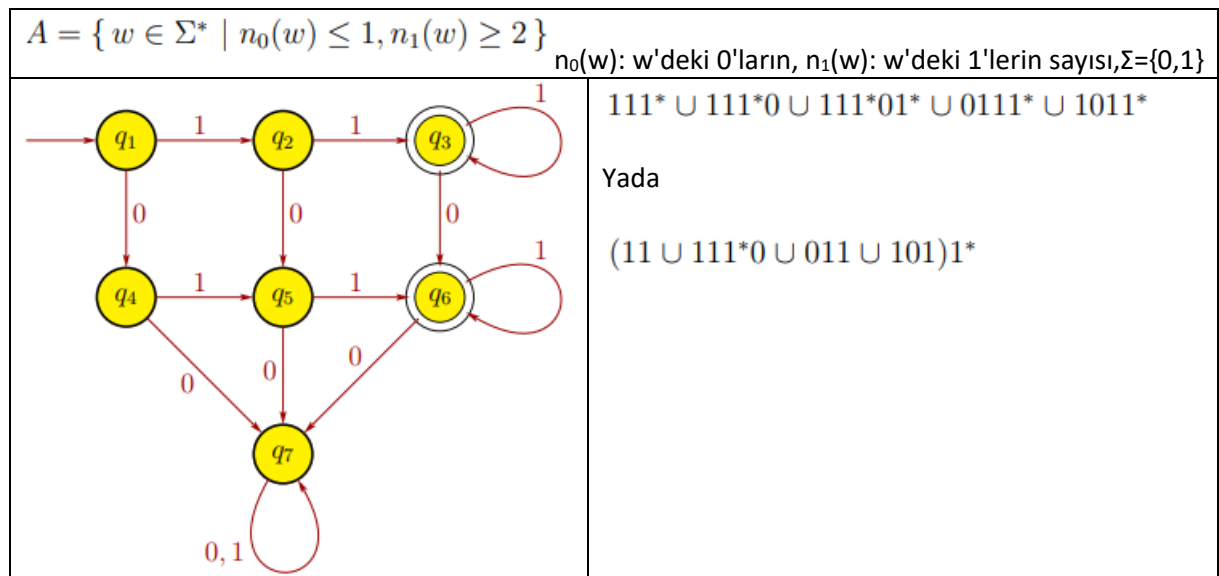 A = { w ∈ Σ* | n₀(w) ≤ 1, n₁(w) ≥ 2 }
n₀(w): w'deki 0'ların, n₁(w): w'deki 1'lerin sayısı,Σ={0,1}
111* ∪ 111*0 ∪ 111*01* ∪ 0111* ∪ 1011*
Yada
(11 ∪ 111*0 ∪ 011 ∪ 101)1*
1
q₁ 1 q₂ 1 q₃
0 0 0
1
q₄ 1 q₅ 1 q₆
0 0 0
q₇
0, 1